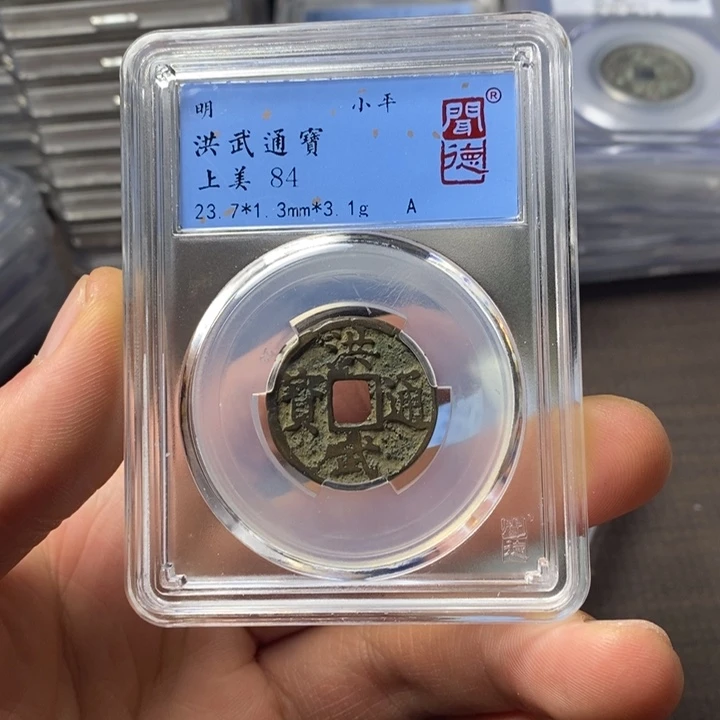 明 小平
洪武通寶
上美 84
23.7*1.3mm*3.1g A
聞德
®
洪
武
通
寶